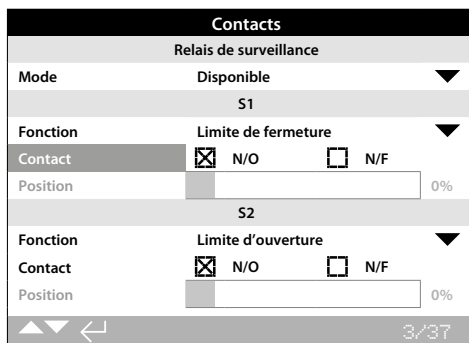 Contacts
Relais de surveillance
Mode Disponible
S1
Fonction Limite de fermeture
Contact N/O N/F
Position 0%
S2
Fonction Limite d'ouverture
Contact N/O N/F
Position 0%
3/37